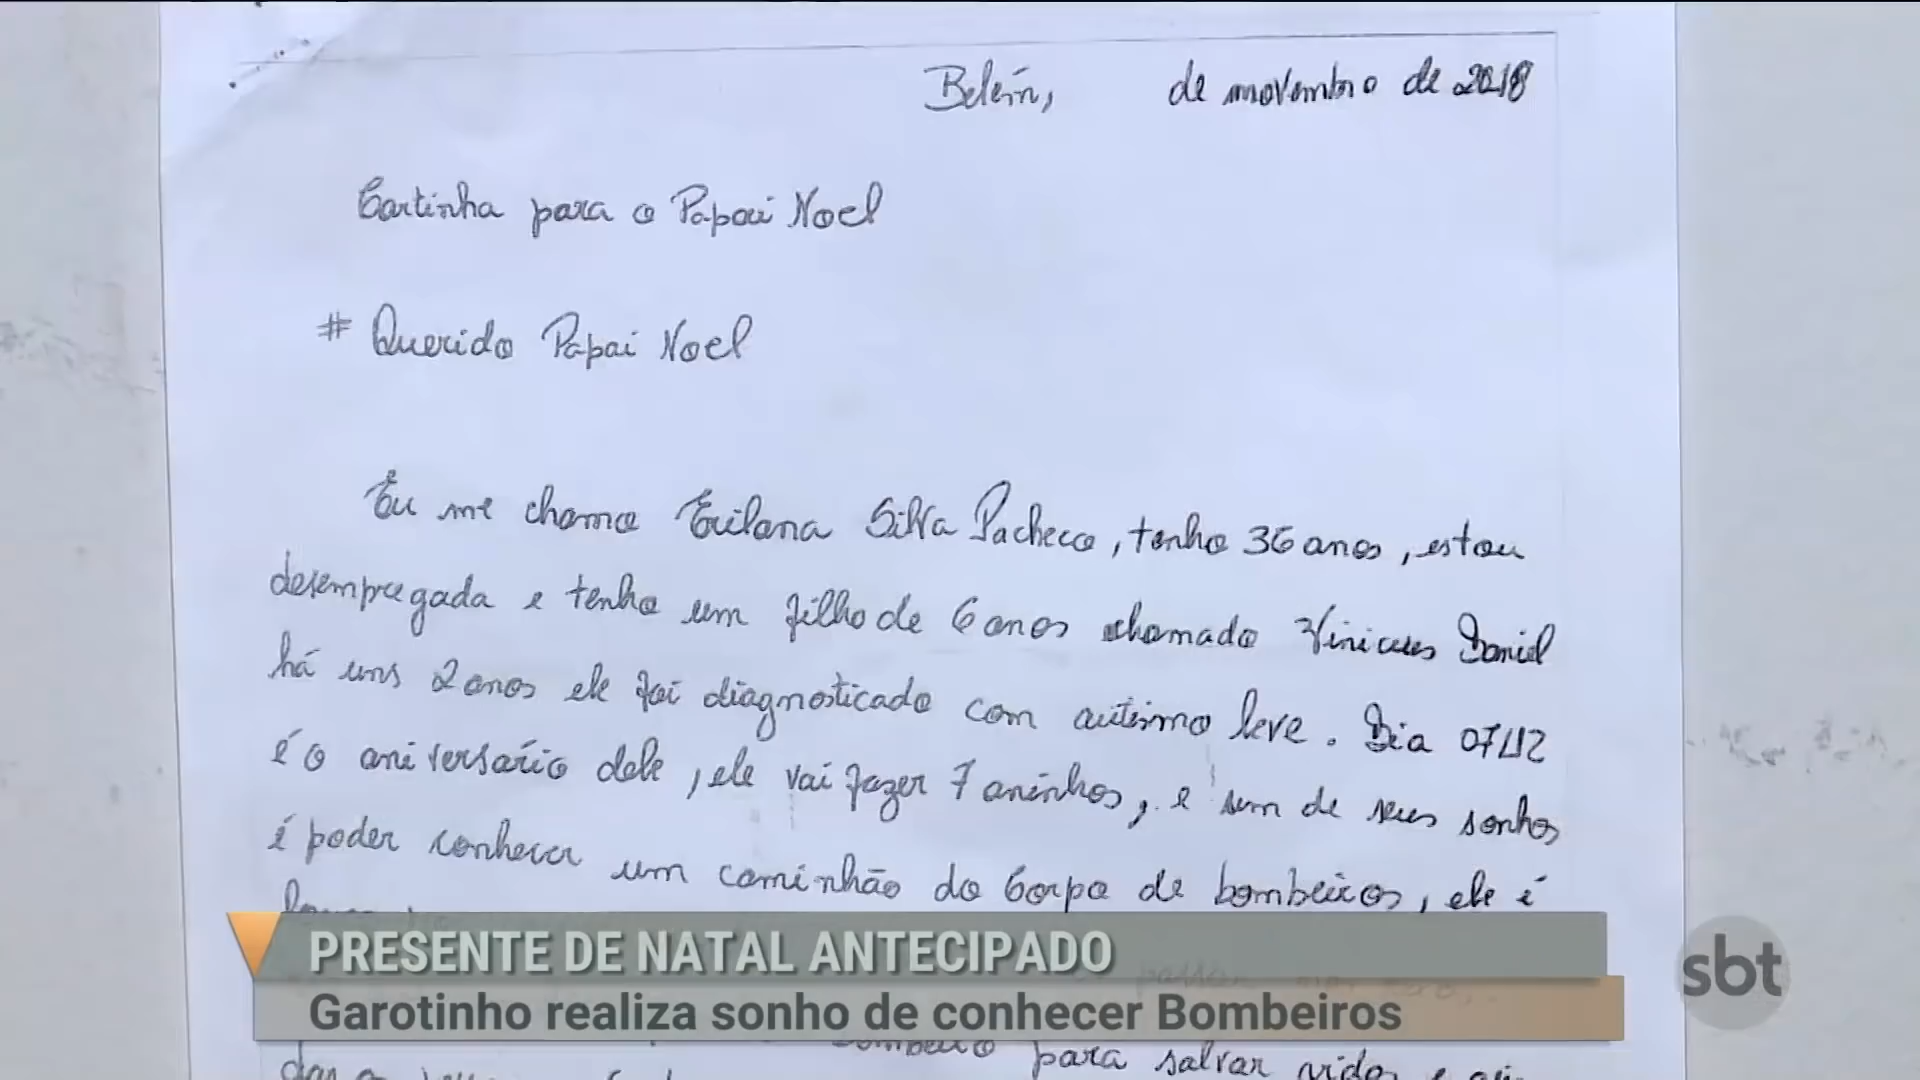 Belém, de novembro de 2018
Cartinha para o Papai Noel
# Querido Papai Noel
Eu me chamo Erilana Silva Pacheco, tenho 36 anos, estou
desempregada e tenho um filho de 6 anos chamado Vinicius Daniel
há uns 2 anos ele foi diagnosticado com autismo leve. Dia 07/12
é o aniversário dele, ele vai fazer 7 aninhos, e um de seus sonhos
é poder conhecer um caminhão do Corpo de bombeiros, ele é
PRESENTE DE NATAL ANTECIPADO
Garotinho realiza sonho de conhecer Bombeiros
sbt
para salvar vidas e